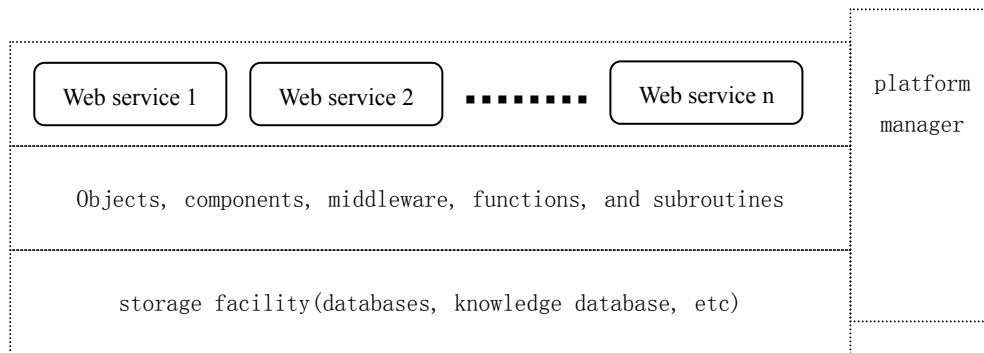 Web service 1
Web service 2
Web service n
platform
manager
Objects, components, middleware, functions, and subroutines
storage facility(databases, knowledge database, etc)